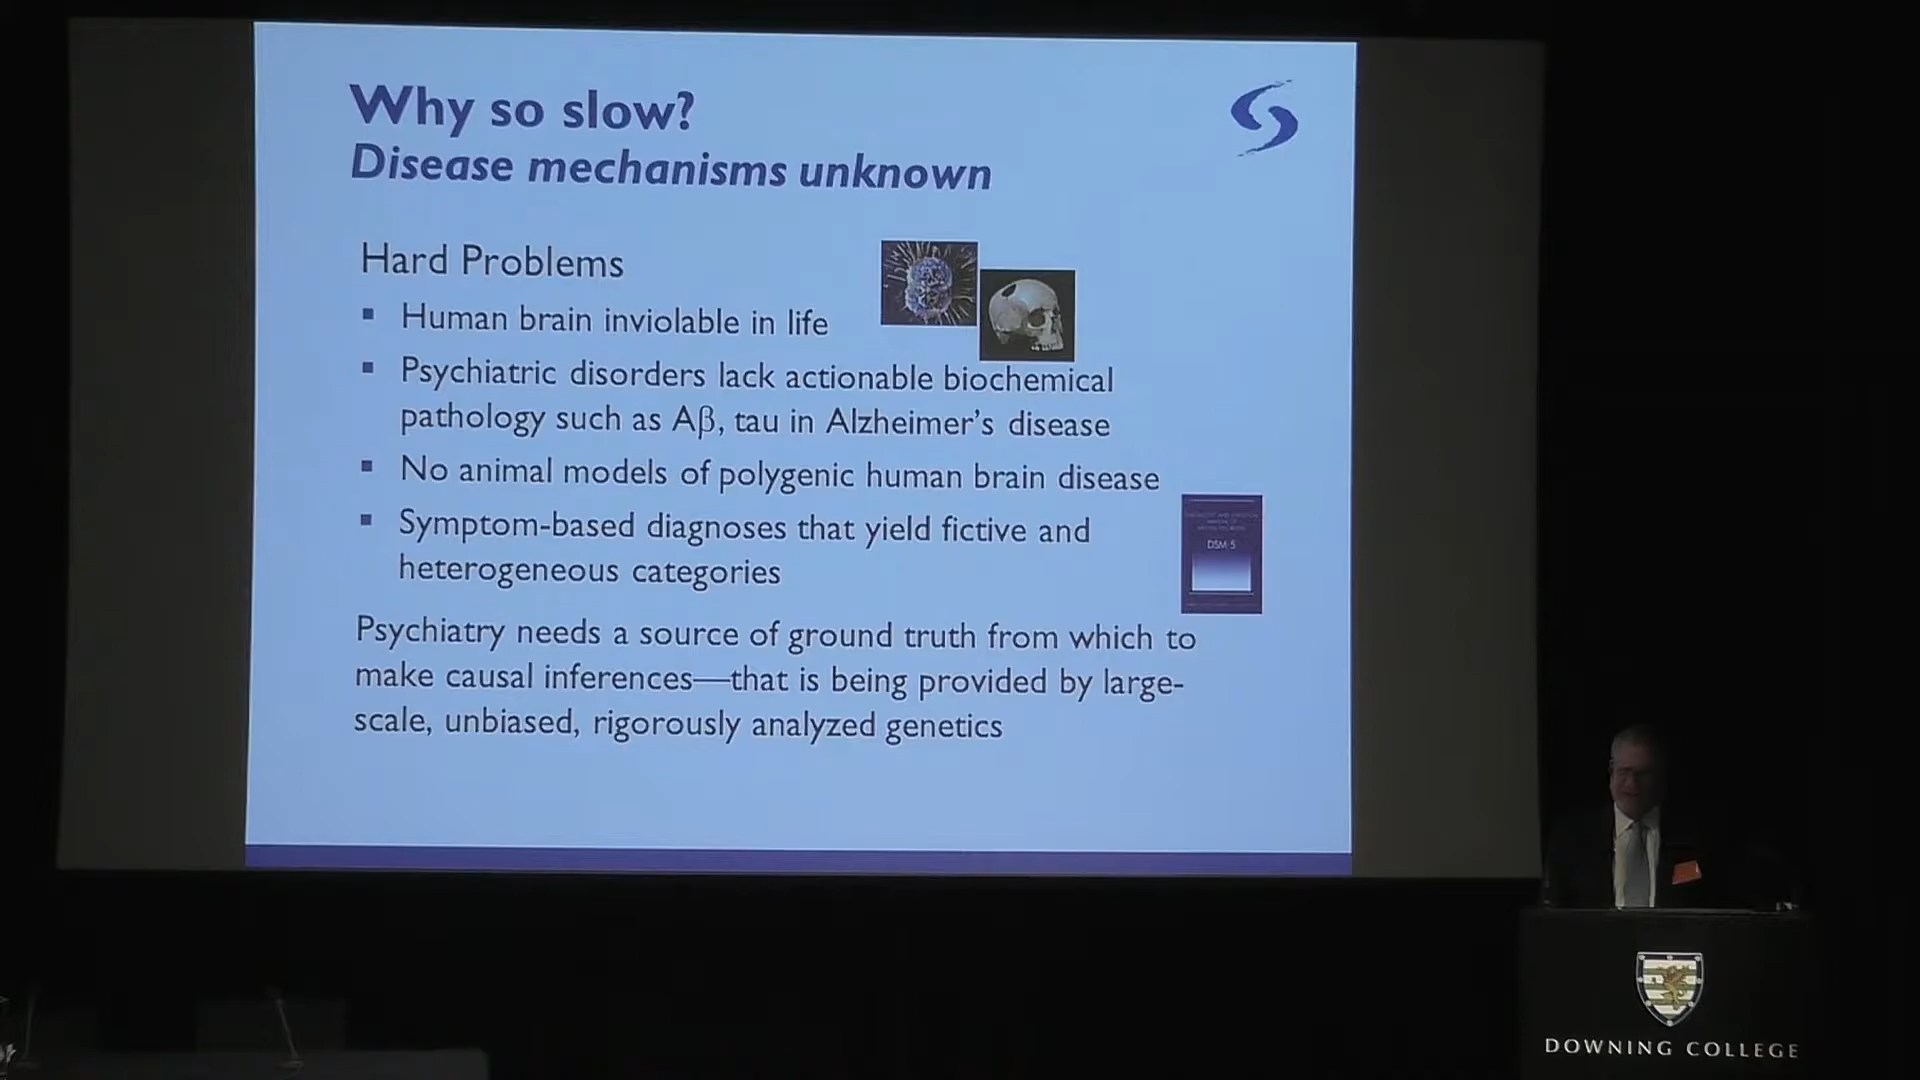 Why so slow?
Disease mechanisms unknown
Hard Problems
▪ Human brain inviolable in life
▪ Psychiatric disorders lack actionable biochemical
pathology such as Aβ, tau in Alzheimer's disease
▪ No animal models of polygenic human brain disease
▪ Symptom-based diagnoses that yield fictive and
heterogeneous categories
DSM-5
Psychiatry needs a source of ground truth from which to
make causal inferences—that is being provided by large-
scale, unbiased, rigorously analyzed genetics
DOWNING COLLEGE